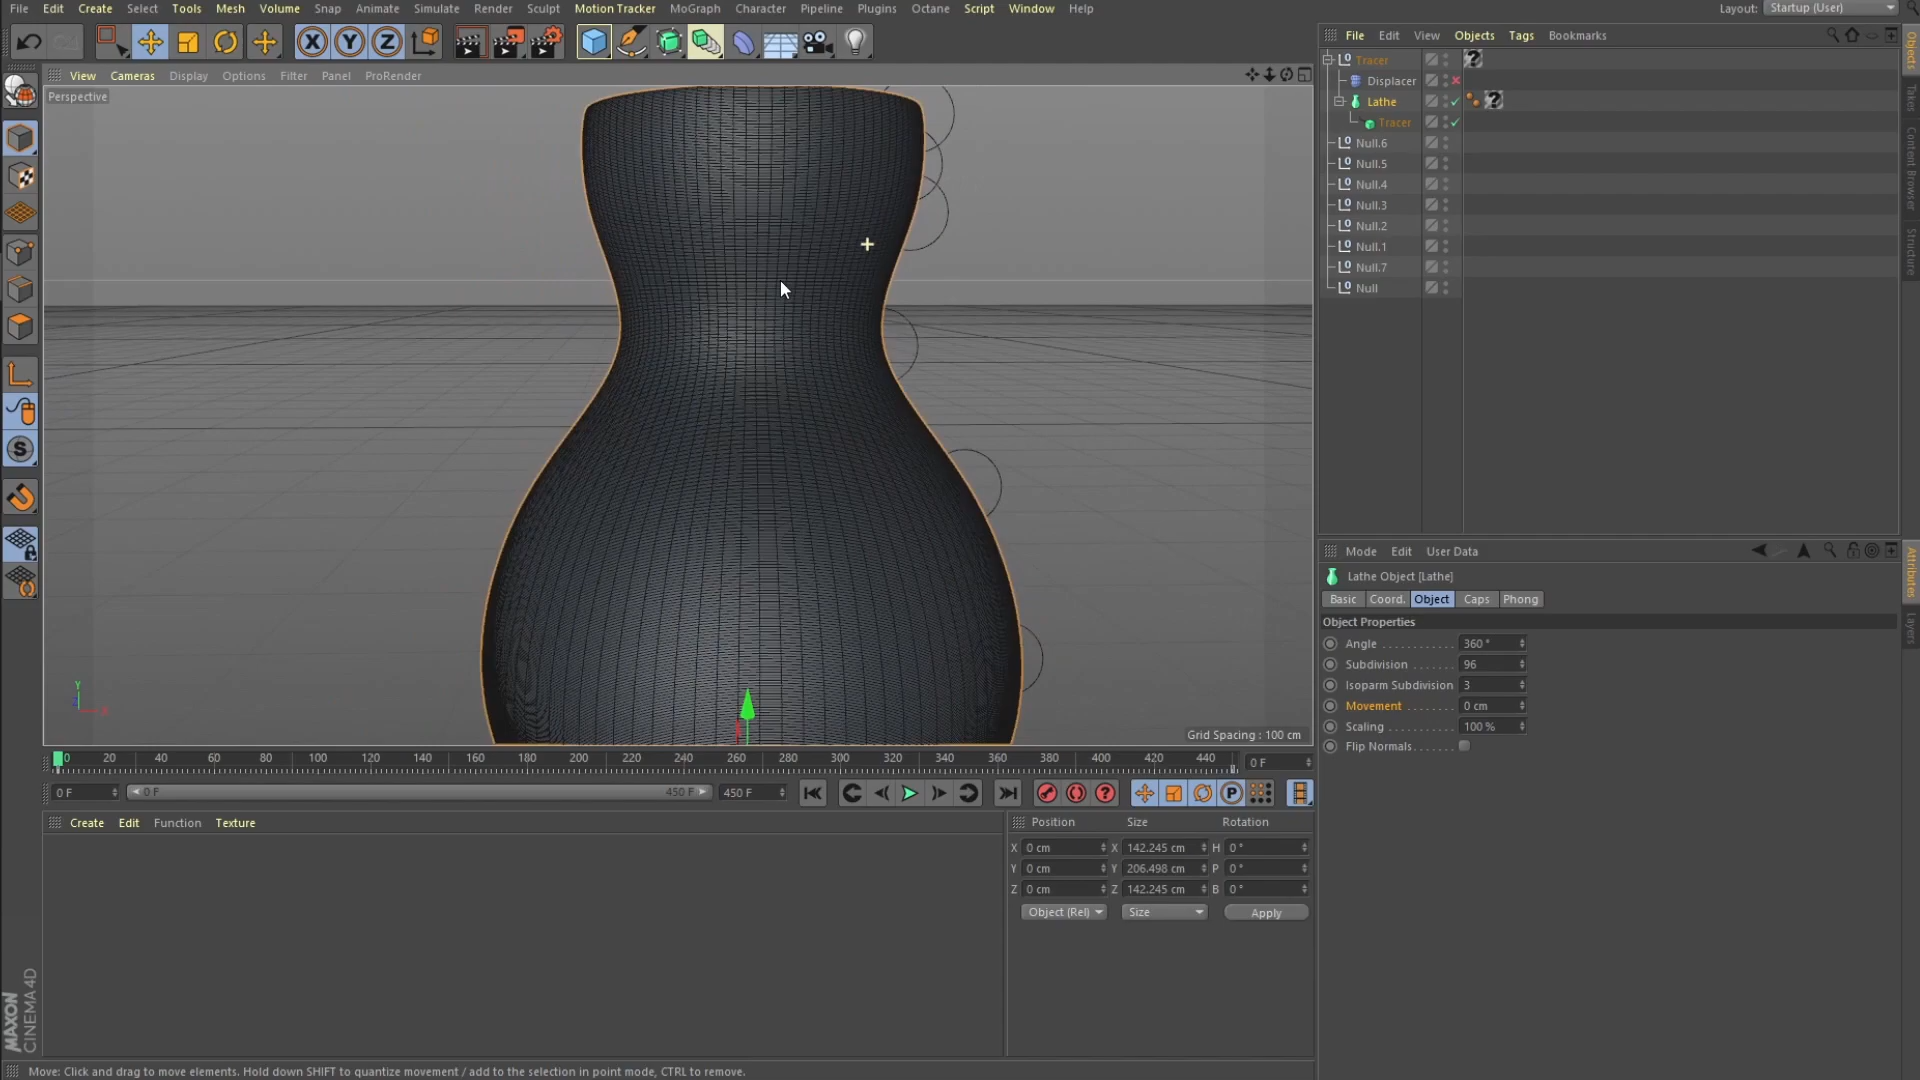 File Edit Create Select Tools Mesh Volume Snap Animate Simulate Render Sculpt Motion Tracker MoGraph Character Pipeline Plugins Octane Script Window Help
Layout: Startup (User)
File Edit View Objects Tags Bookmarks
View Cameras Display Options Filter Panel ProRender
Perspective
Tracer
Displacer
Lathe
Tracer
Null.6
Null.5
Null.4
Null.3
Null.2
Null.1
Null.7
Null
Objects
Takes
Content Browser
Structure
Mode Edit User Data
Lathe Object [Lathe]
Basic Coord. Object Caps Phong
Object Properties
Angle 360 °
Subdivision 96
Isoparm Subdivision 3
Movement 0 cm
Scaling 100 %
Flip Normals
Attributes
Layers
Y
X
Grid Spacing : 100 cm
0 20 40 60 80 100 120 140 160 180 200 220 240 260 280 300 320 340 360 380 400 420 440 0 F
0 F 0 F 450 F 450 F
Create Edit Function Texture
Position Size Rotation
X 0 cm X 142.245 cm H 0 °
Y 0 cm Y 206.498 cm P 0 °
Z 0 cm Z 142.245 cm B 0 °
Object (Rel) Size Apply
MAXON
CINEMA 4D
Move: Click and drag to move elements. Hold down SHIFT to quantize movement / add to the selection in point mode, CTRL to remove.